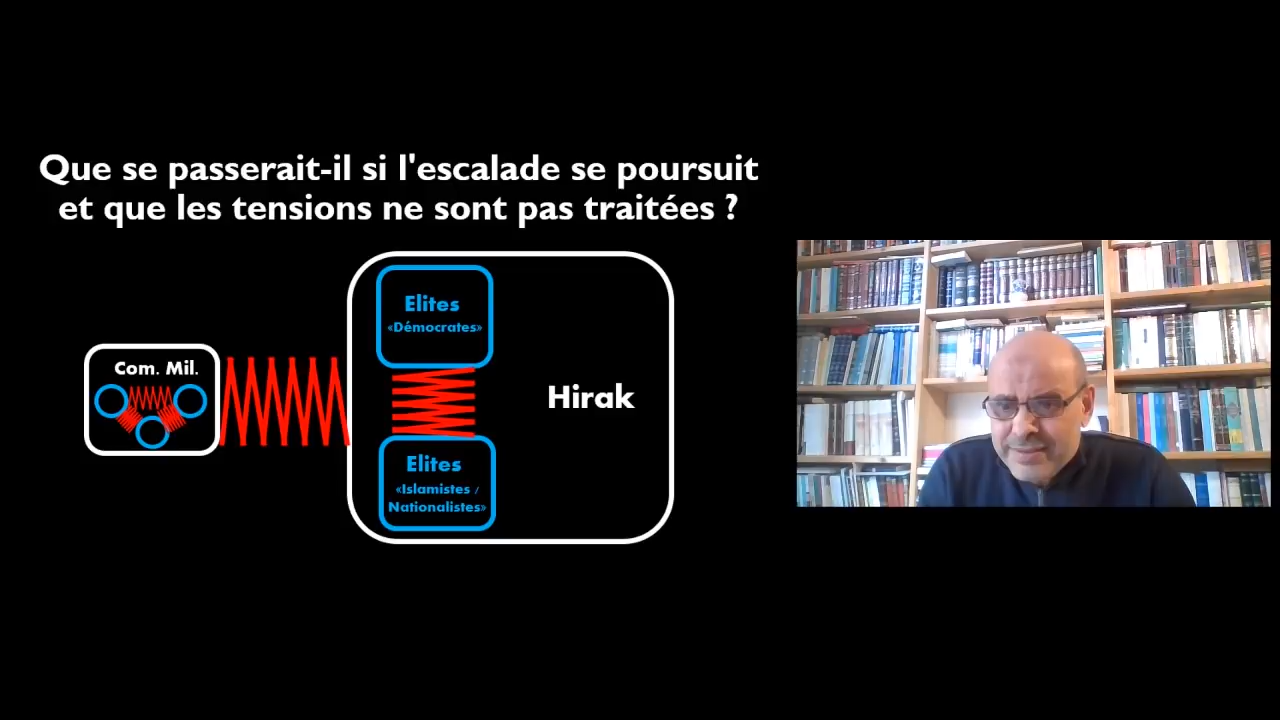 Que se passerait-il si l'escalade se poursuit
et que les tensions ne sont pas traitées ?
Com. Mil.
Elites
«Démocrates»
Hirak
Elites
«Islamistes /
Nationalistes»